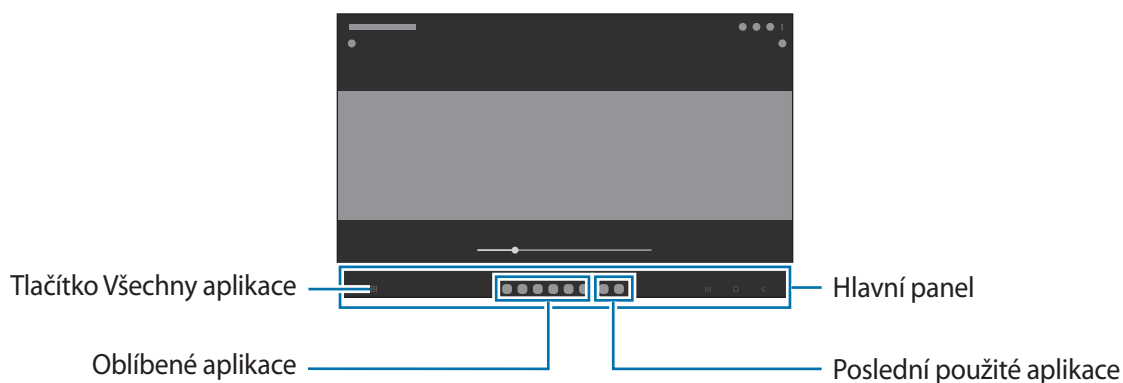 Tlačítko Všechny aplikace
Hlavní panel
Oblíbené aplikace
Poslední použité aplikace